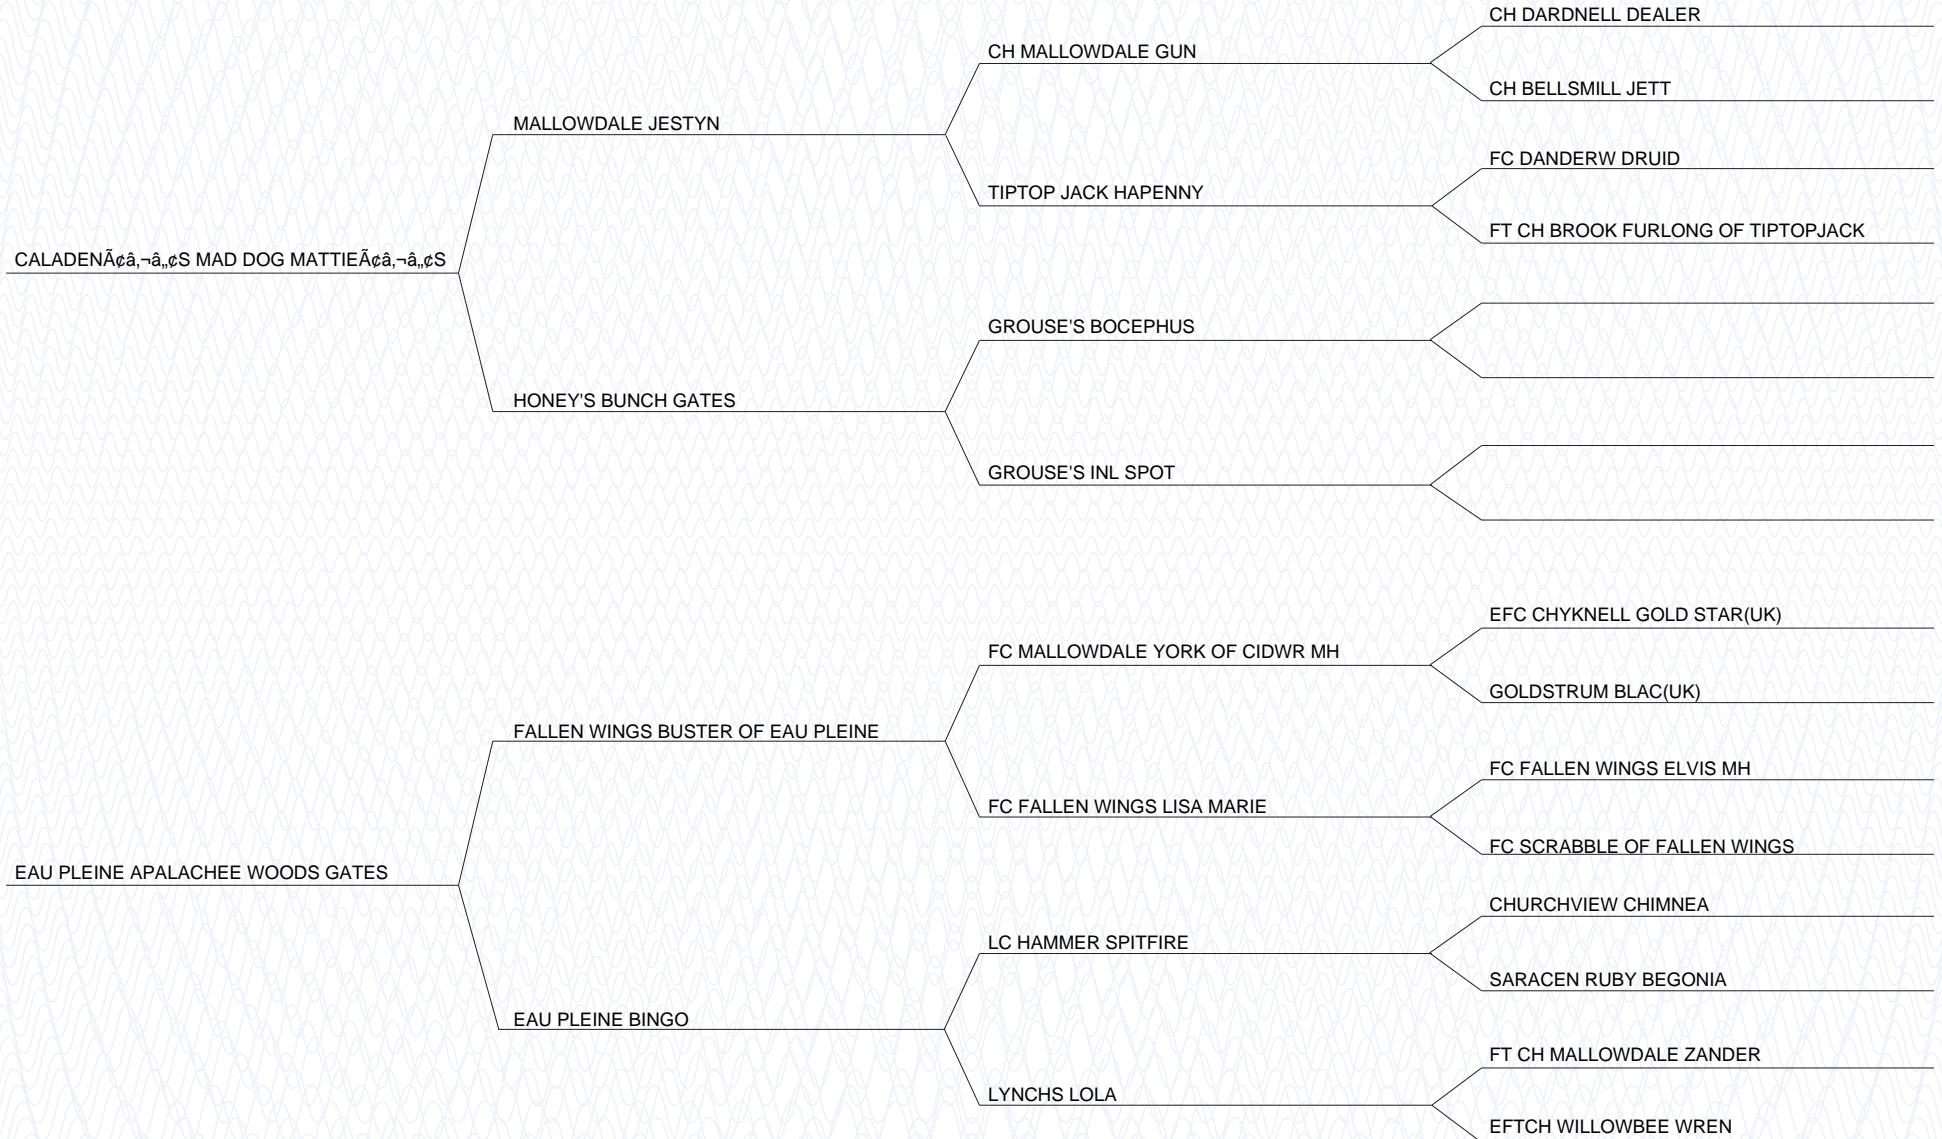 CH DARDNELL DEALER
CH MALLOWDALE GUN
CH BELLSMILL JETT
MALLOWDALE JESTYN
FC DANDERW DRUID
TIPTOP JACK HAPENNY
FT CH BROOK FURLONG OF TIPTOPJACK
CALADENÃ¢â‚¬â„¢S MAD DOG MATTIEÃ¢â‚¬â„¢S
GROUSE'S BOCEPHUS
HONEY'S BUNCH GATES
GROUSE'S INL SPOT
EFC CHYKNELL GOLD STAR(UK)
FC MALLOWDALE YORK OF CIDWR MH
GOLDSTRUM BLAC(UK)
FALLEN WINGS BUSTER OF EAU PLEINE
FC FALLEN WINGS ELVIS MH
FC FALLEN WINGS LISA MARIE
FC SCRABBLE OF FALLEN WINGS
EAU PLEINE APALACHEE WOODS GATES
CHURCHVIEW CHIMNEA
LC HAMMER SPITFIRE
SARACEN RUBY BEGONIA
EAU PLEINE BINGO
FT CH MALLOWDALE ZANDER
LYNCHS LOLA
EFTCH WILLOWBEE WREN